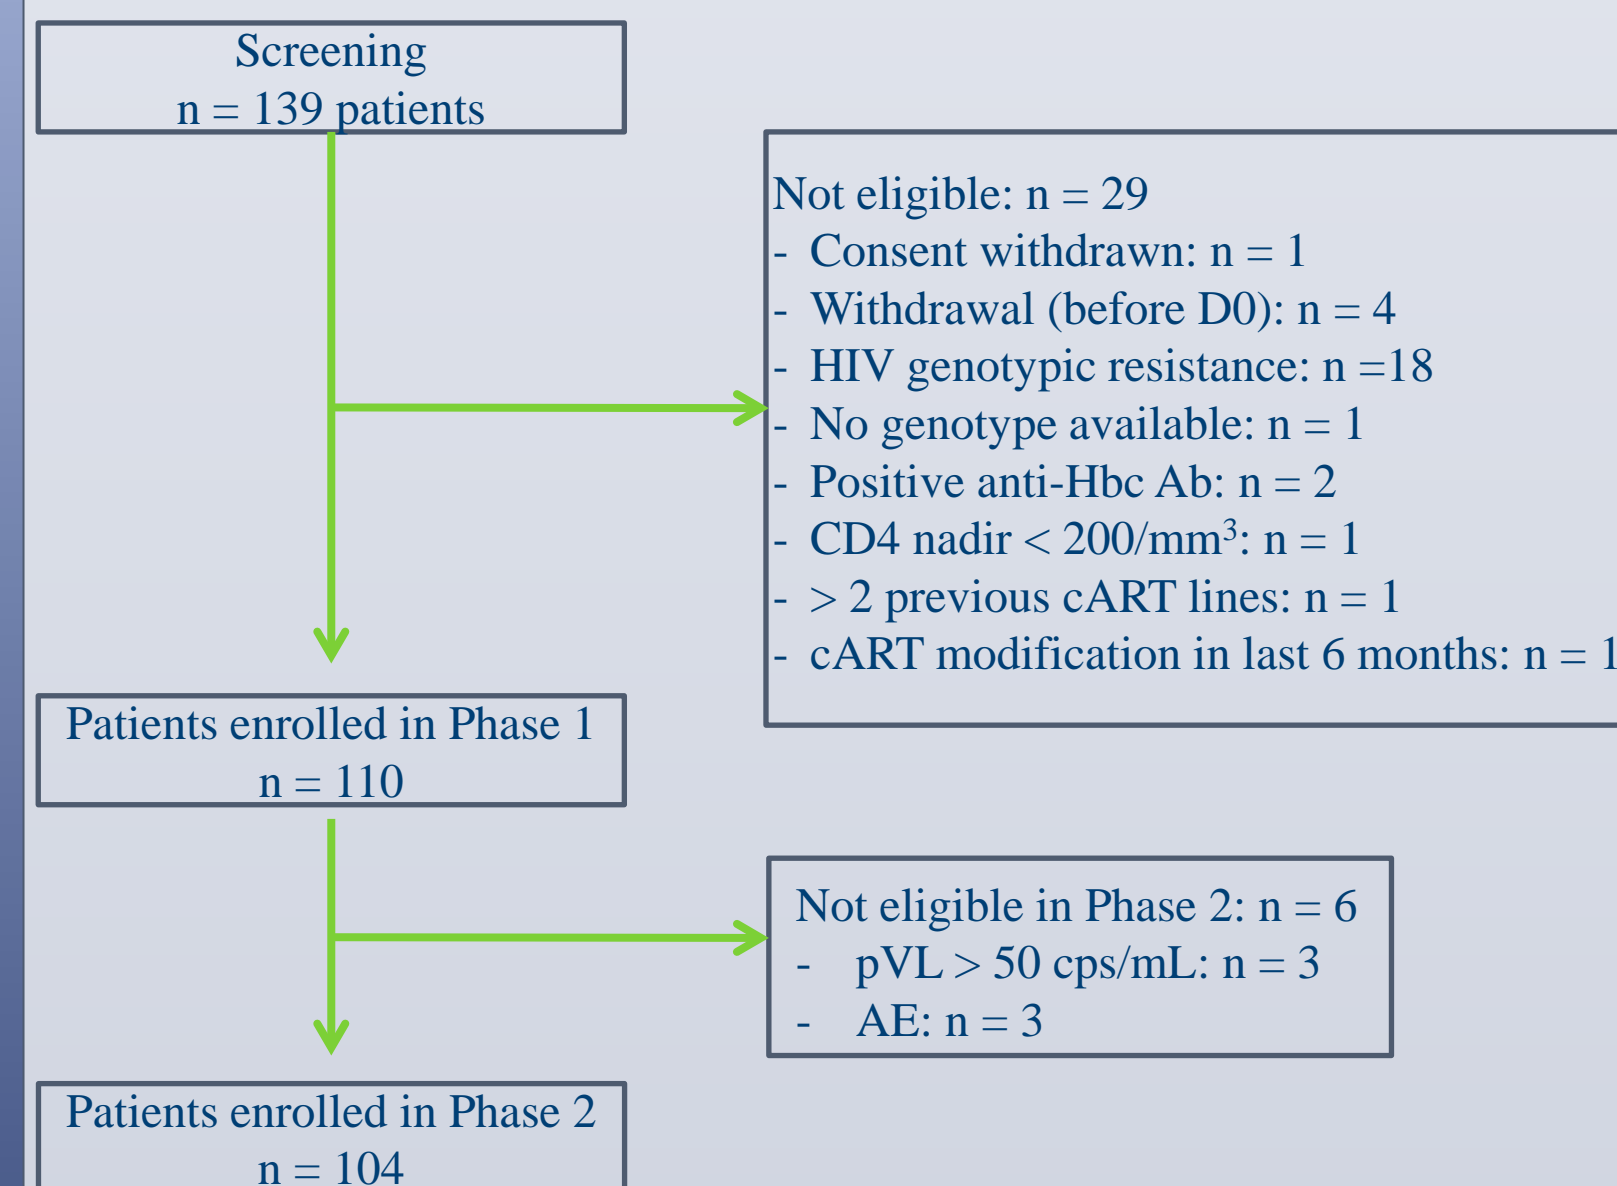 Screening
n = 139 patients
Not eligible: n = 29
- Consent withdrawn: n = 1
- Withdrawal (before D0): n = 4
- HIV genotypic resistance: n =18
- No genotype available: n = 1
- Positive anti-Hbc Ab: n = 2
- CD4 nadir < 200/mm³: n = 1
- > 2 previous cART lines: n = 1
- cART modification in last 6 months: n = 1
Patients enrolled in Phase 1
n = 110
Not eligible in Phase 2: n = 6
- pVL > 50 cps/mL: n = 3
- AE: n = 3
Patients enrolled in Phase 2
n = 104